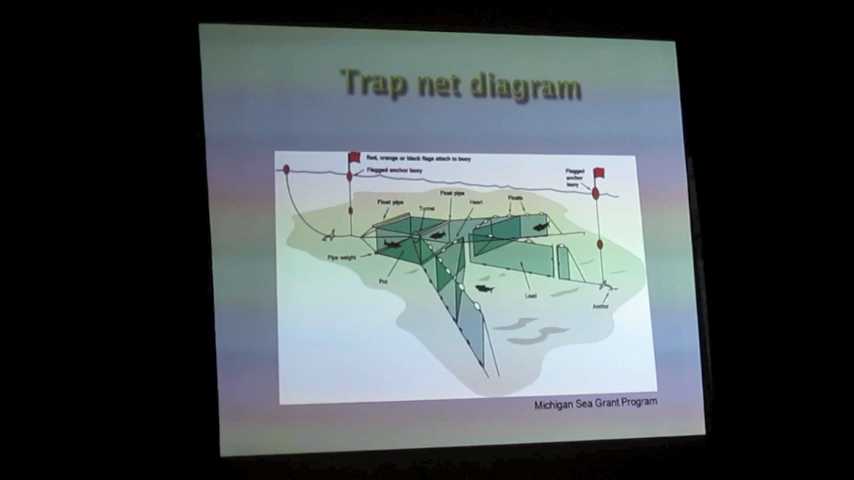 Trap net diagram
Red, orange or black flags attach to buoy
Flagged anchor buoy
Flagged
anchor
buoy
Float pipe
Float pipe
Tunnel
Heart
Floats
Pipe weight
Pot
Lead
Anchor
Michigan Sea Grant Program